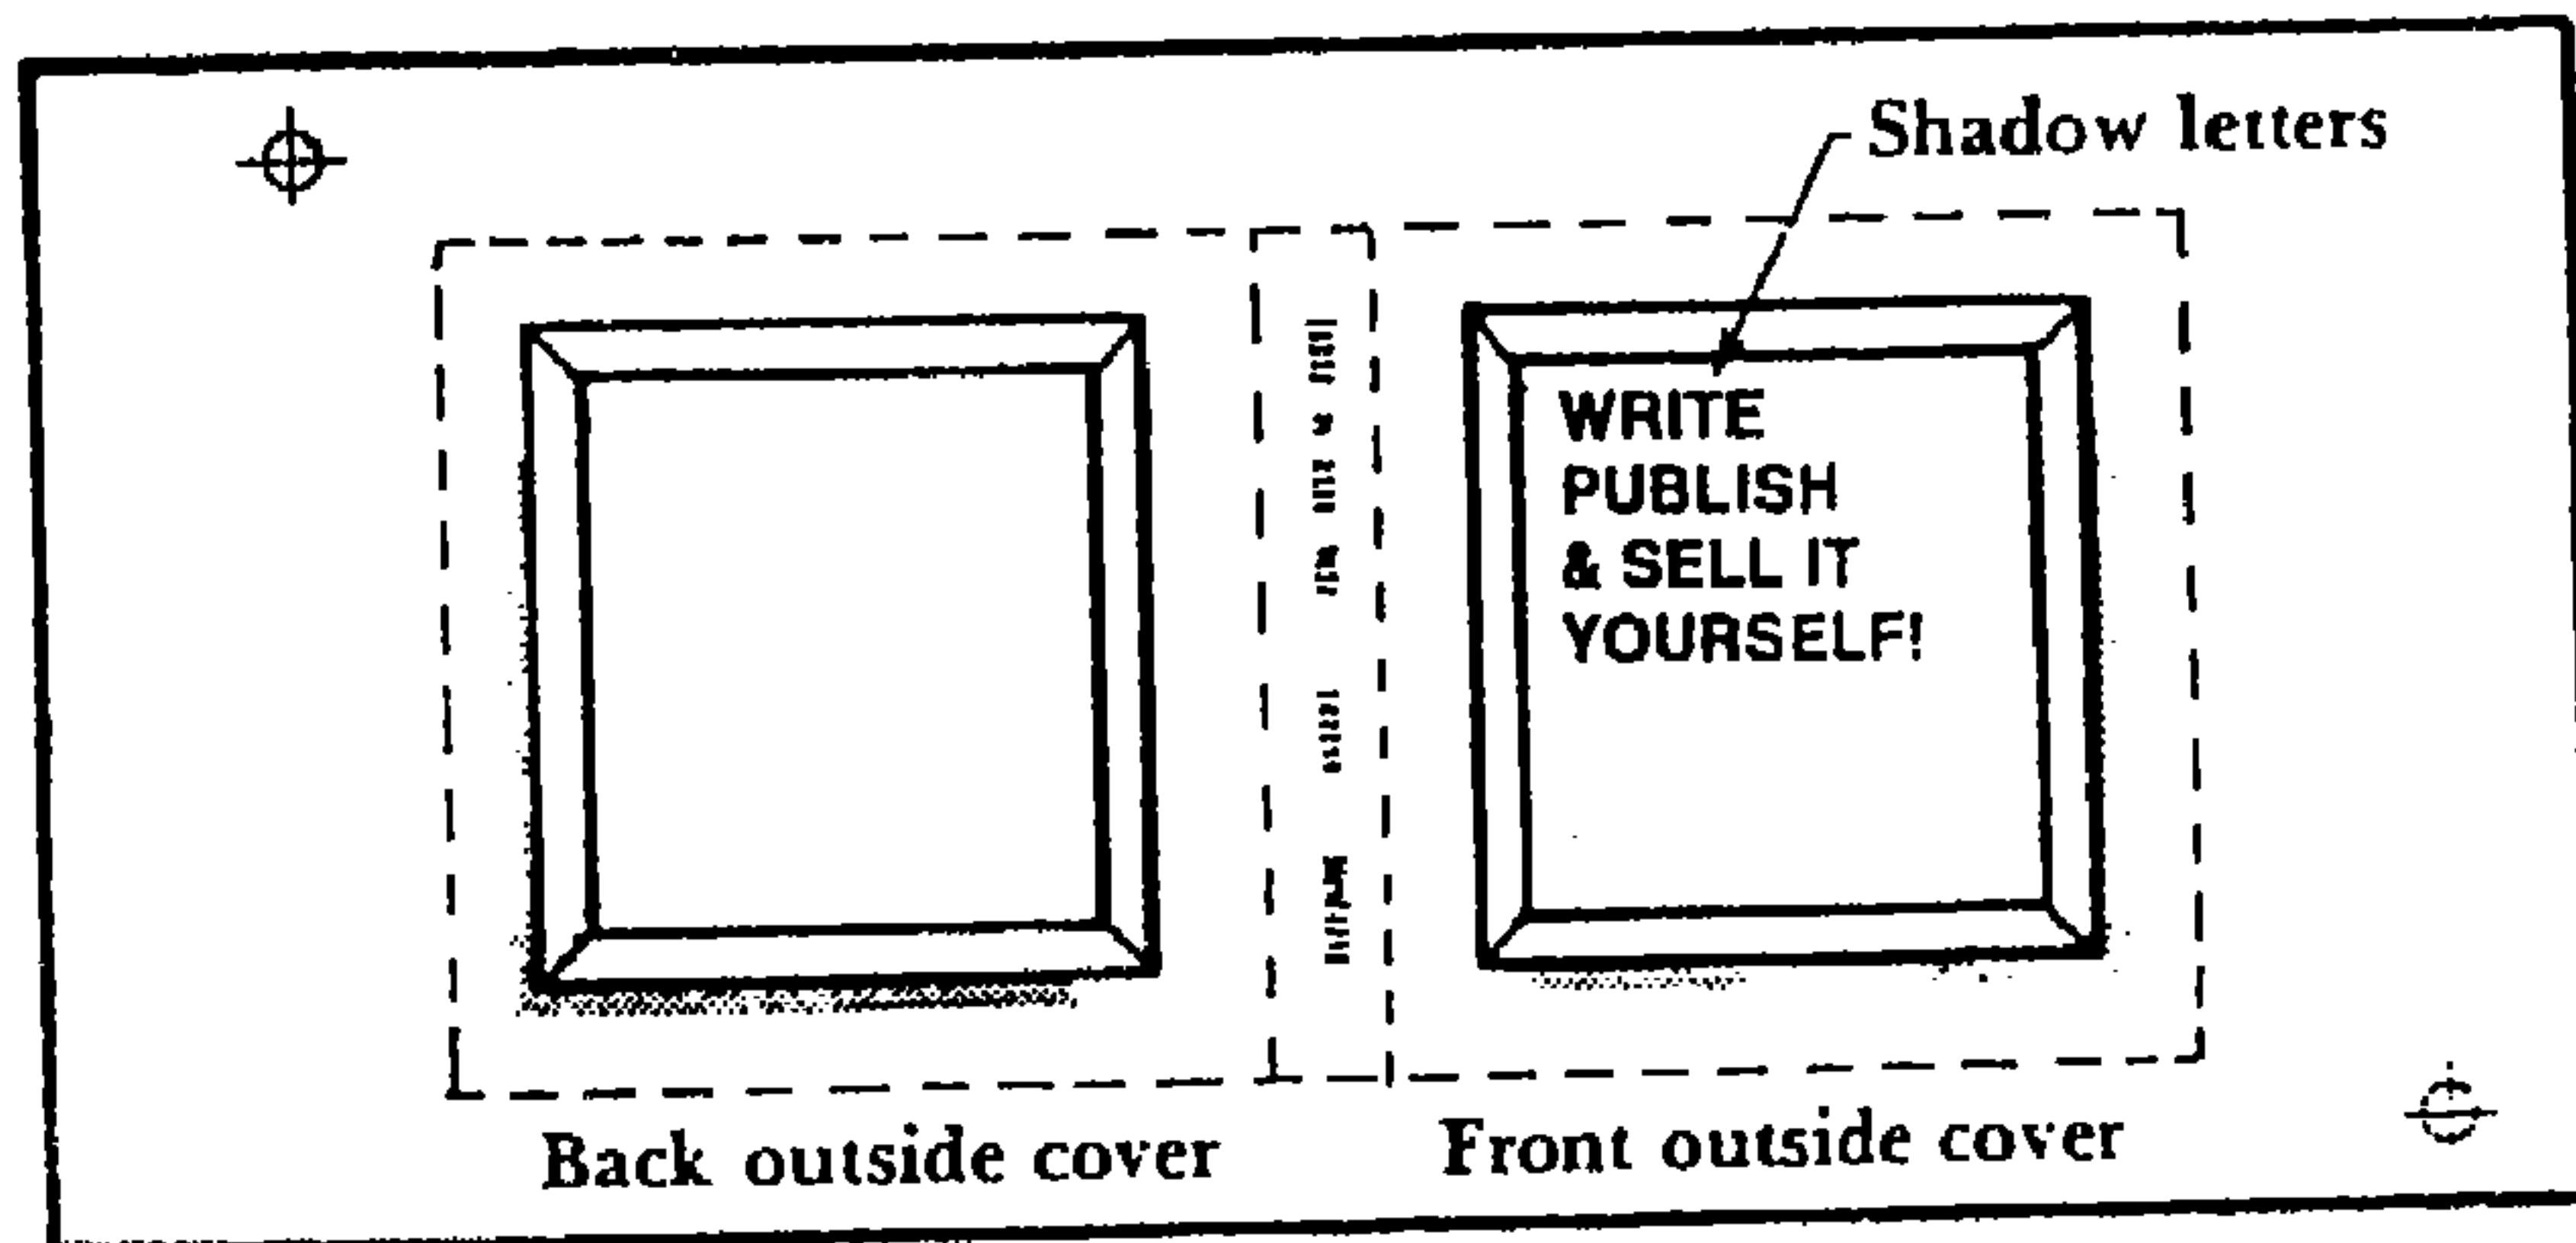 Shadow letters
WRITE
PUBLISH
& SELL IT
YOURSELF!
Back outside cover
Front outside cover